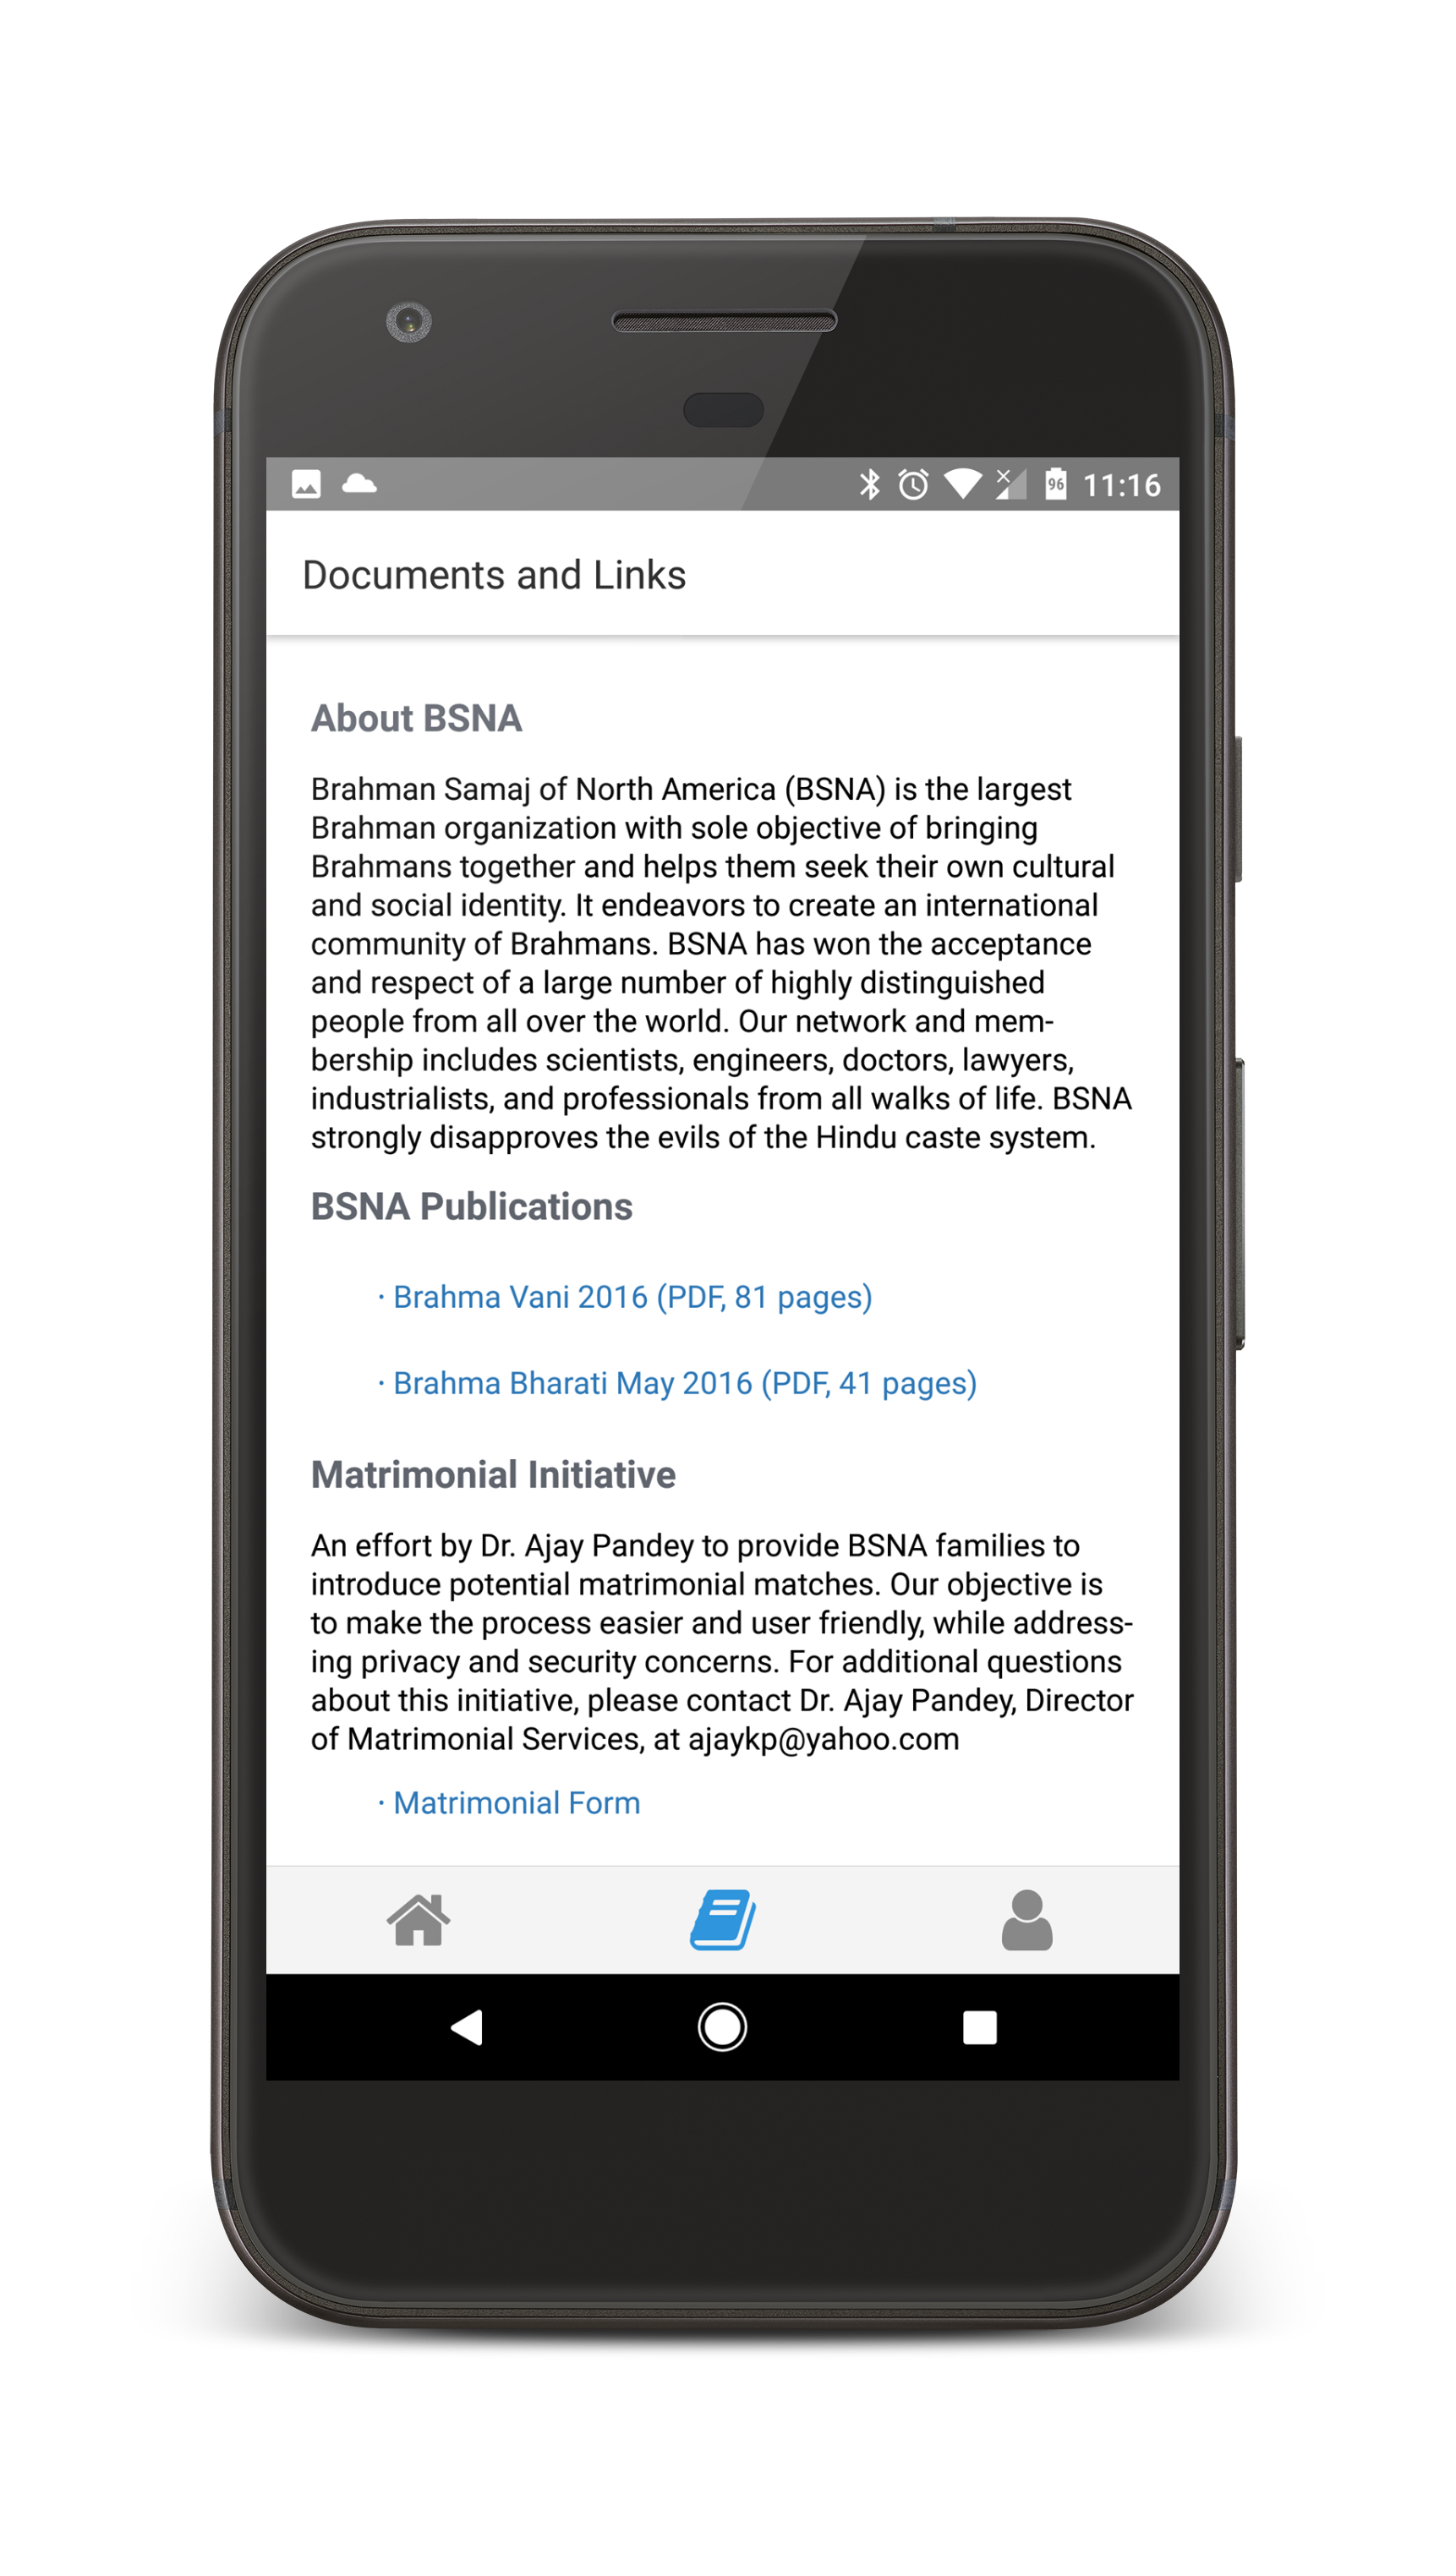 96 11:16
Documents and Links
About BSNA
Brahman Samaj of North America (BSNA) is the largest
Brahman organization with sole objective of bringing
Brahmans together and helps them seek their own cultural
and social identity. It endeavors to create an international
community of Brahmans. BSNA has won the acceptance
and respect of a large number of highly distinguished
people from all over the world. Our network and mem-
bership includes scientists, engineers, doctors, lawyers,
industrialists, and professionals from all walks of life. BSNA
strongly disapproves the evils of the Hindu caste system.
BSNA Publications
· Brahma Vani 2016 (PDF, 81 pages)
· Brahma Bharati May 2016 (PDF, 41 pages)
Matrimonial Initiative
An effort by Dr. Ajay Pandey to provide BSNA families to
introduce potential matrimonial matches. Our objective is
to make the process easier and user friendly, while address-
ing privacy and security concerns. For additional questions
about this initiative, please contact Dr. Ajay Pandey, Director
of Matrimonial Services, at ajaykp@yahoo.com
· Matrimonial Form